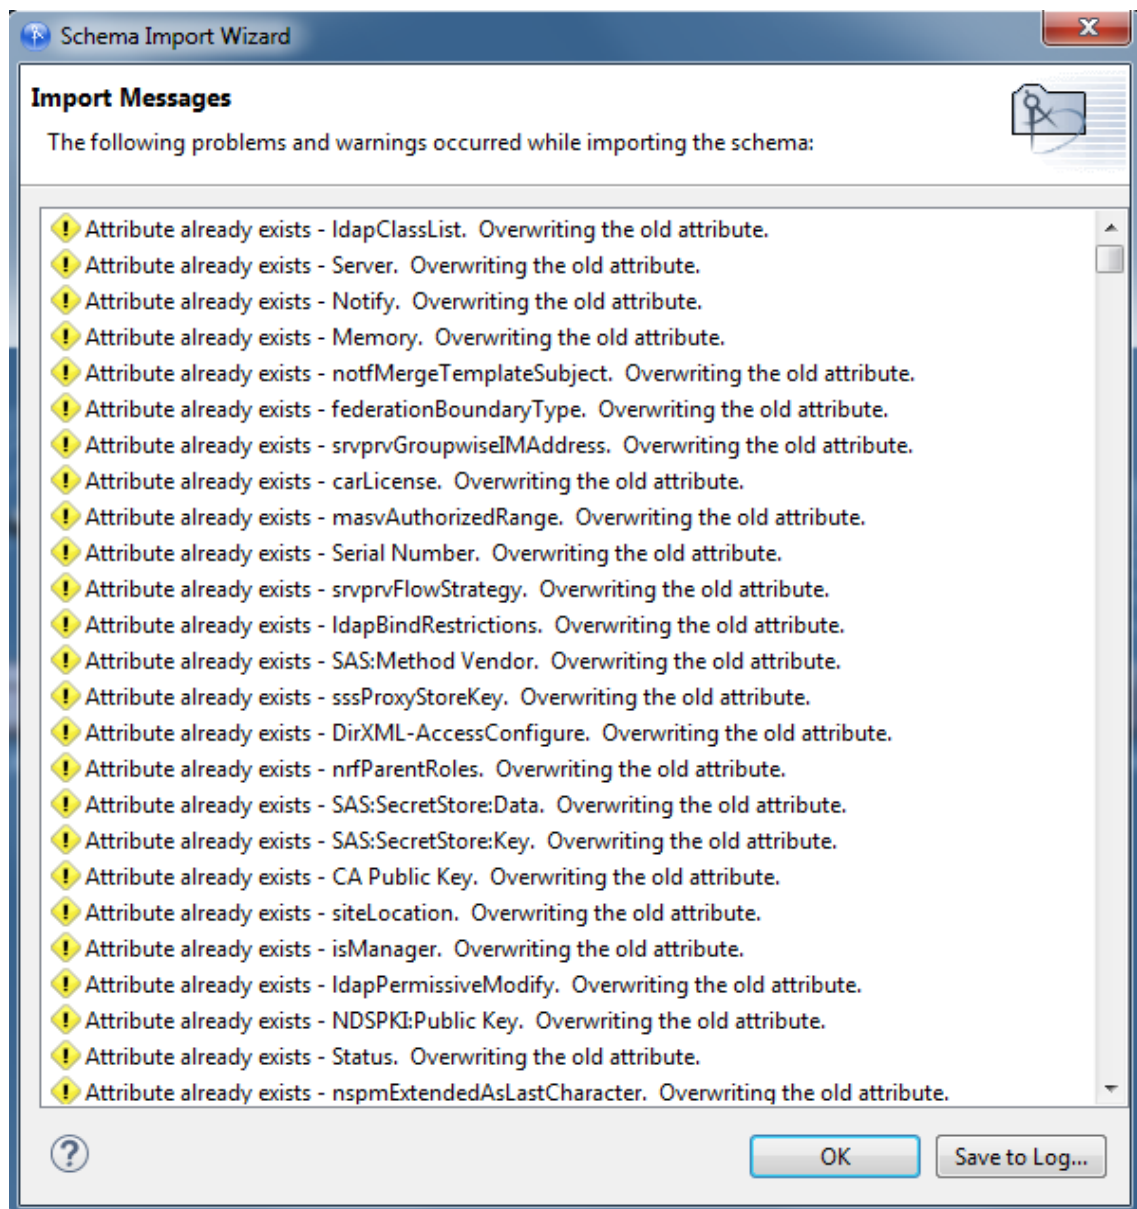 Schema Import Wizard
Import Messages
The following problems and warnings occurred while importing the schema:
Attribute already exists - ldapClassList.  Overwriting the old attribute.
Attribute already exists - Server.  Overwriting the old attribute.
Attribute already exists - Notify.  Overwriting the old attribute.
Attribute already exists - Memory.  Overwriting the old attribute.
Attribute already exists - notfMergeTemplateSubject.  Overwriting the old attribute.
Attribute already exists - federationBoundaryType.  Overwriting the old attribute.
Attribute already exists - srvprvGroupwiseIMAddress.  Overwriting the old attribute.
Attribute already exists - carLicense.  Overwriting the old attribute.
Attribute already exists - masvAuthorizedRange.  Overwriting the old attribute.
Attribute already exists - Serial Number.  Overwriting the old attribute.
Attribute already exists - srvprvFlowStrategy.  Overwriting the old attribute.
Attribute already exists - ldapBindRestrictions.  Overwriting the old attribute.
Attribute already exists - SAS:Method Vendor.  Overwriting the old attribute.
Attribute already exists - sssProxyStoreKey.  Overwriting the old attribute.
Attribute already exists - DirXML-AccessConfigure.  Overwriting the old attribute.
Attribute already exists - nrfParentRoles.  Overwriting the old attribute.
Attribute already exists - SAS:SecretStore:Data.  Overwriting the old attribute.
Attribute already exists - SAS:SecretStore:Key.  Overwriting the old attribute.
Attribute already exists - CA Public Key.  Overwriting the old attribute.
Attribute already exists - siteLocation.  Overwriting the old attribute.
Attribute already exists - isManager.  Overwriting the old attribute.
Attribute already exists - ldapPermissiveModify.  Overwriting the old attribute.
Attribute already exists - NDSPKI:Public Key.  Overwriting the old attribute.
Attribute already exists - Status.  Overwriting the old attribute.
Attribute already exists - nspmExtendedAsLastCharacter.  Overwriting the old attribute.
OK
Save to Log...